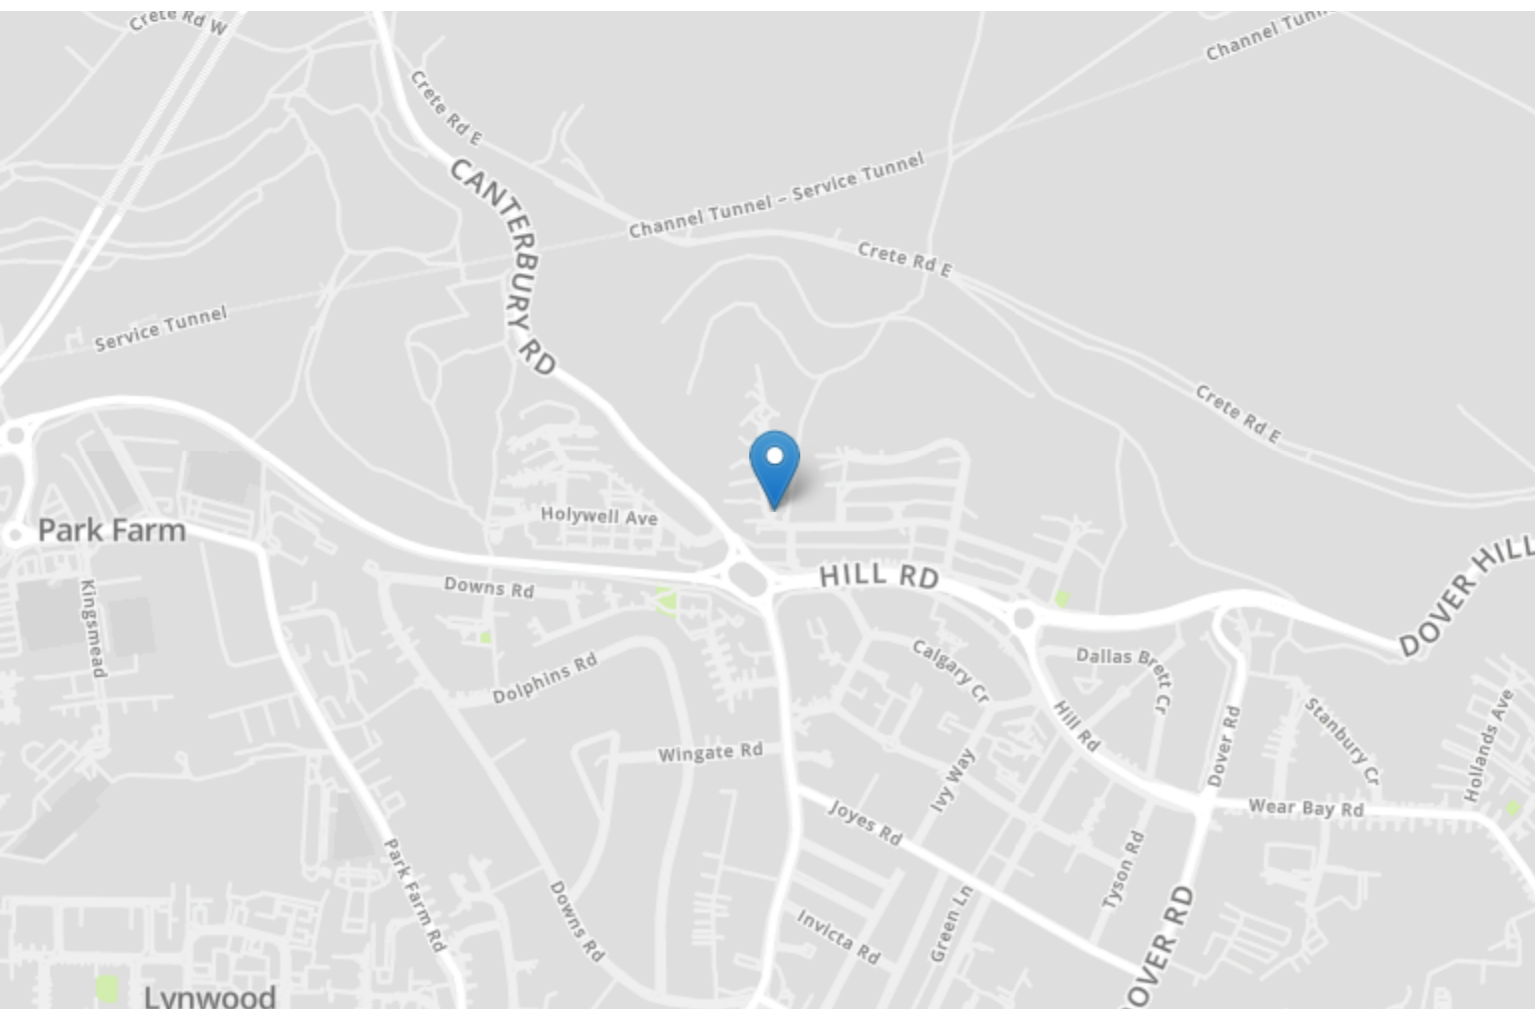 Crete Rd W
Channel Tunn
Crete Rd E
CANTERBURY RD
Channel Tunnel – Service Tunnel
Crete Rd E
Service Tunnel
Crete Rd E
Holywell Ave
Park Farm
HILL RD
Downs Rd
DOVER HILL
Kingsmead
Calgary Cr
Dallas Brett Cr
Dolphins Rd
Hill Rd
Dover Rd
Stanbury Cr
Hollands Ave
Wingate Rd
Ivy Way
Joyes Rd
Wear Bay Rd
Park Farm Rd
Tyson Rd
Downs Rd
Invicta Rd
Green Ln
DOVER RD
Lynwood